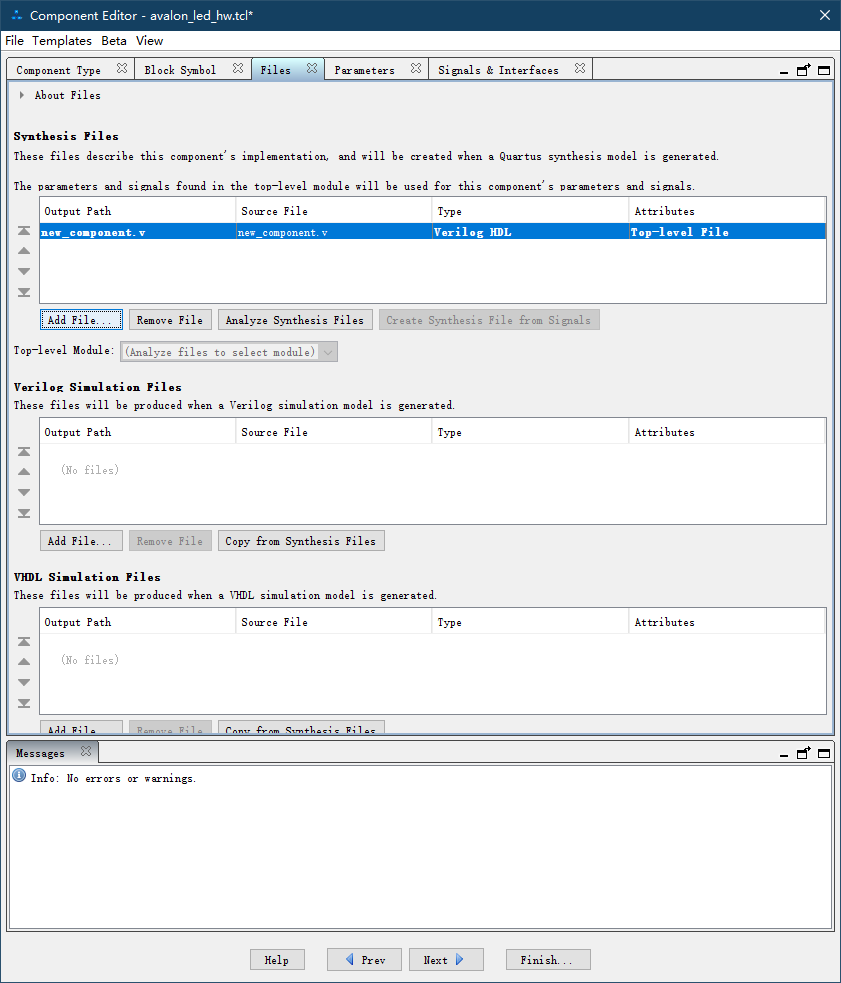 Component Editor - avalon_led_hw.tcl*
File Templates Beta View
Component Type Block Symbol Files Parameters Signals & Interfaces
About Files
Synthesis Files
These files describe this component's implementation, and will be created when a Quartus synthesis model is generated.
The parameters and signals found in the top-level module will be used for this component's parameters and signals.
Output Path Source File Type Attributes
new_component.v new_component.v Verilog HDL Top-level File
Add File... Remove File Analyze Synthesis Files Create Synthesis File from Signals
Top-level Module: (Analyze files to select module)
Verilog Simulation Files
These files will be produced when a Verilog simulation model is generated.
Output Path Source File Type Attributes
(No files)
Add File... Remove File Copy from Synthesis Files
VHDL Simulation Files
These files will be produced when a VHDL simulation model is generated.
Output Path Source File Type Attributes
(No files)
Add File... Remove File Copy from Synthesis Files
Messages
Info: No errors or warnings.
Help Prev Next Finish...